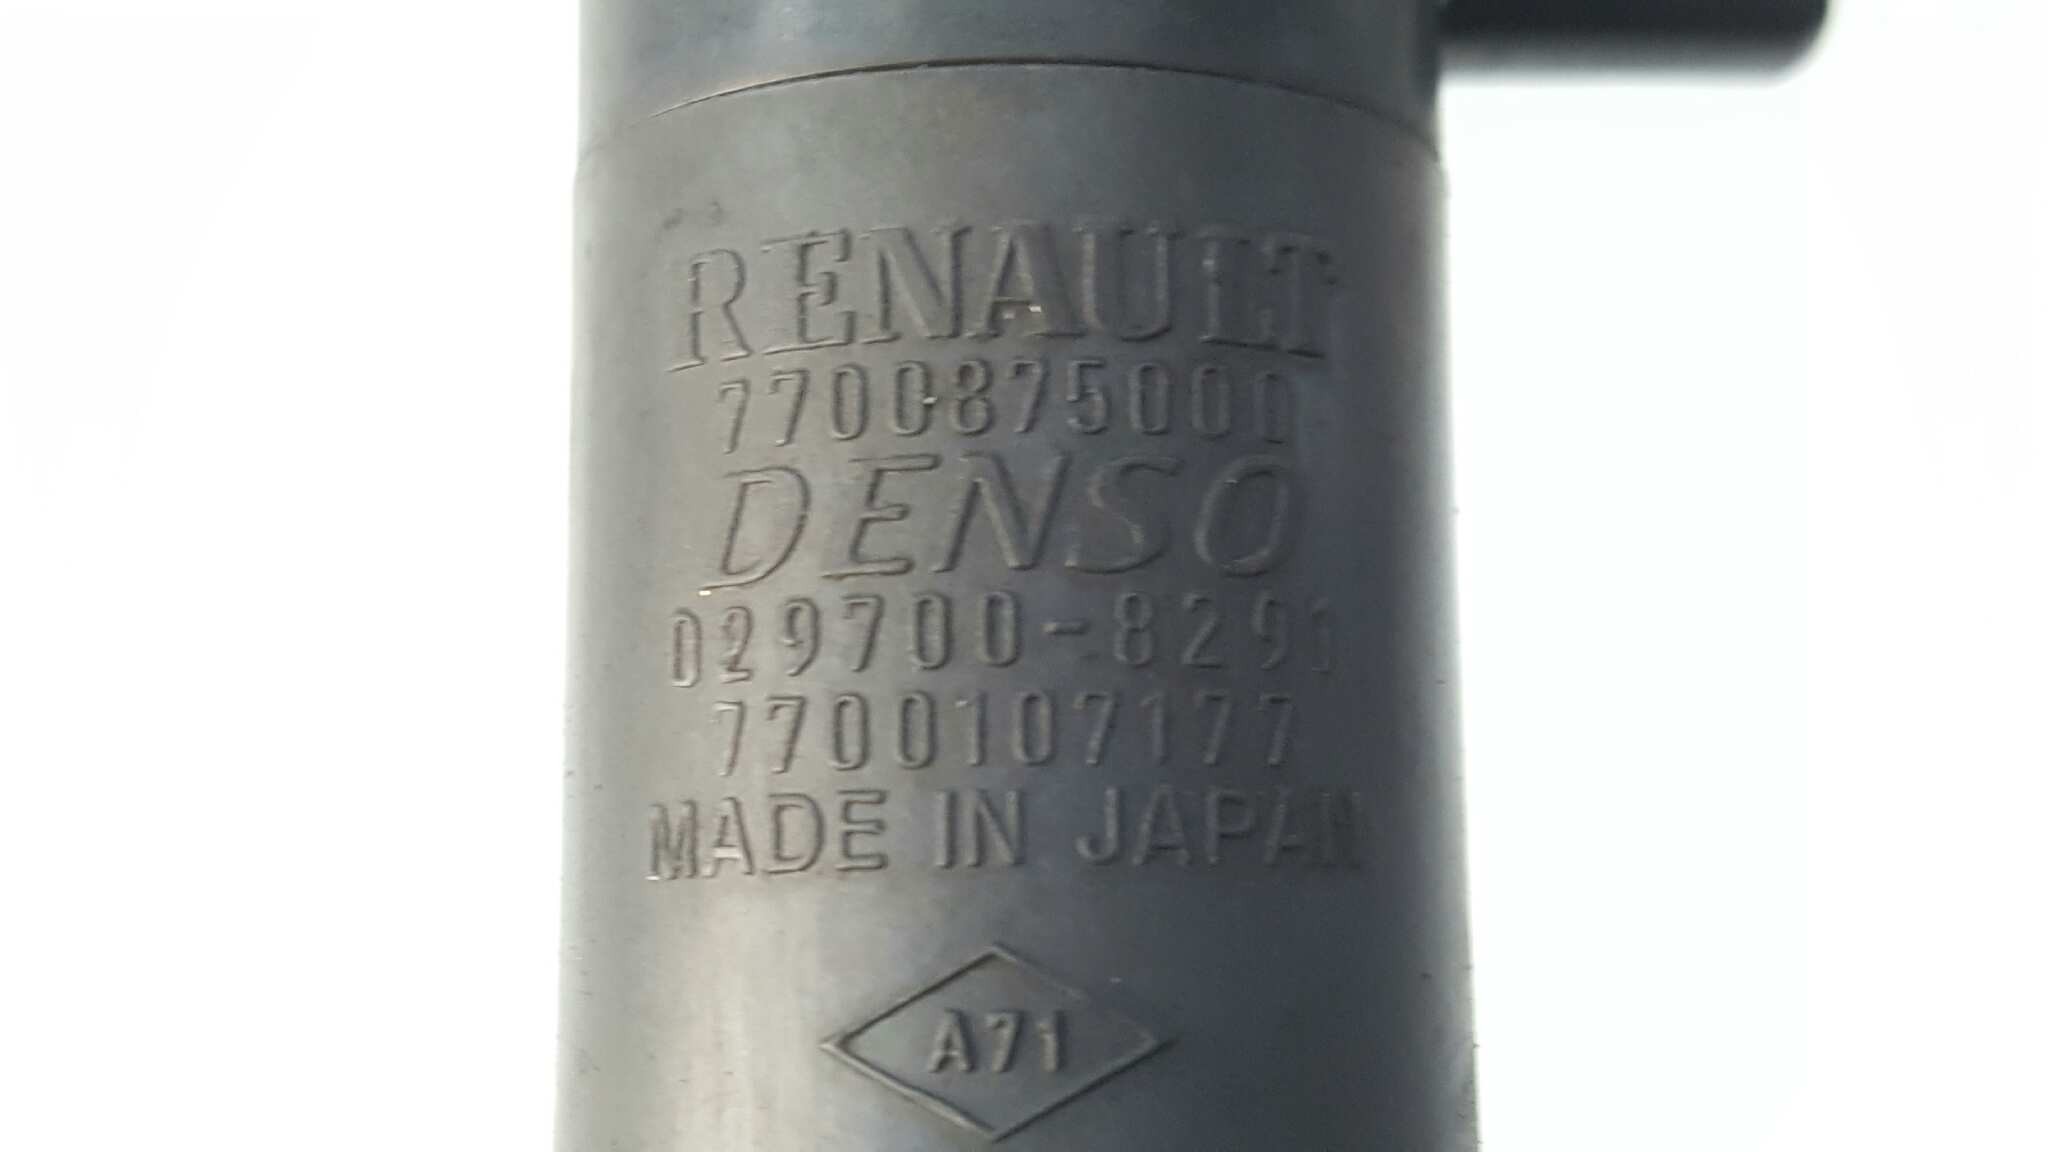 RENAULT
7700875000
DENSO
029700-8291
7700107177
MADE IN JAPAN
A71